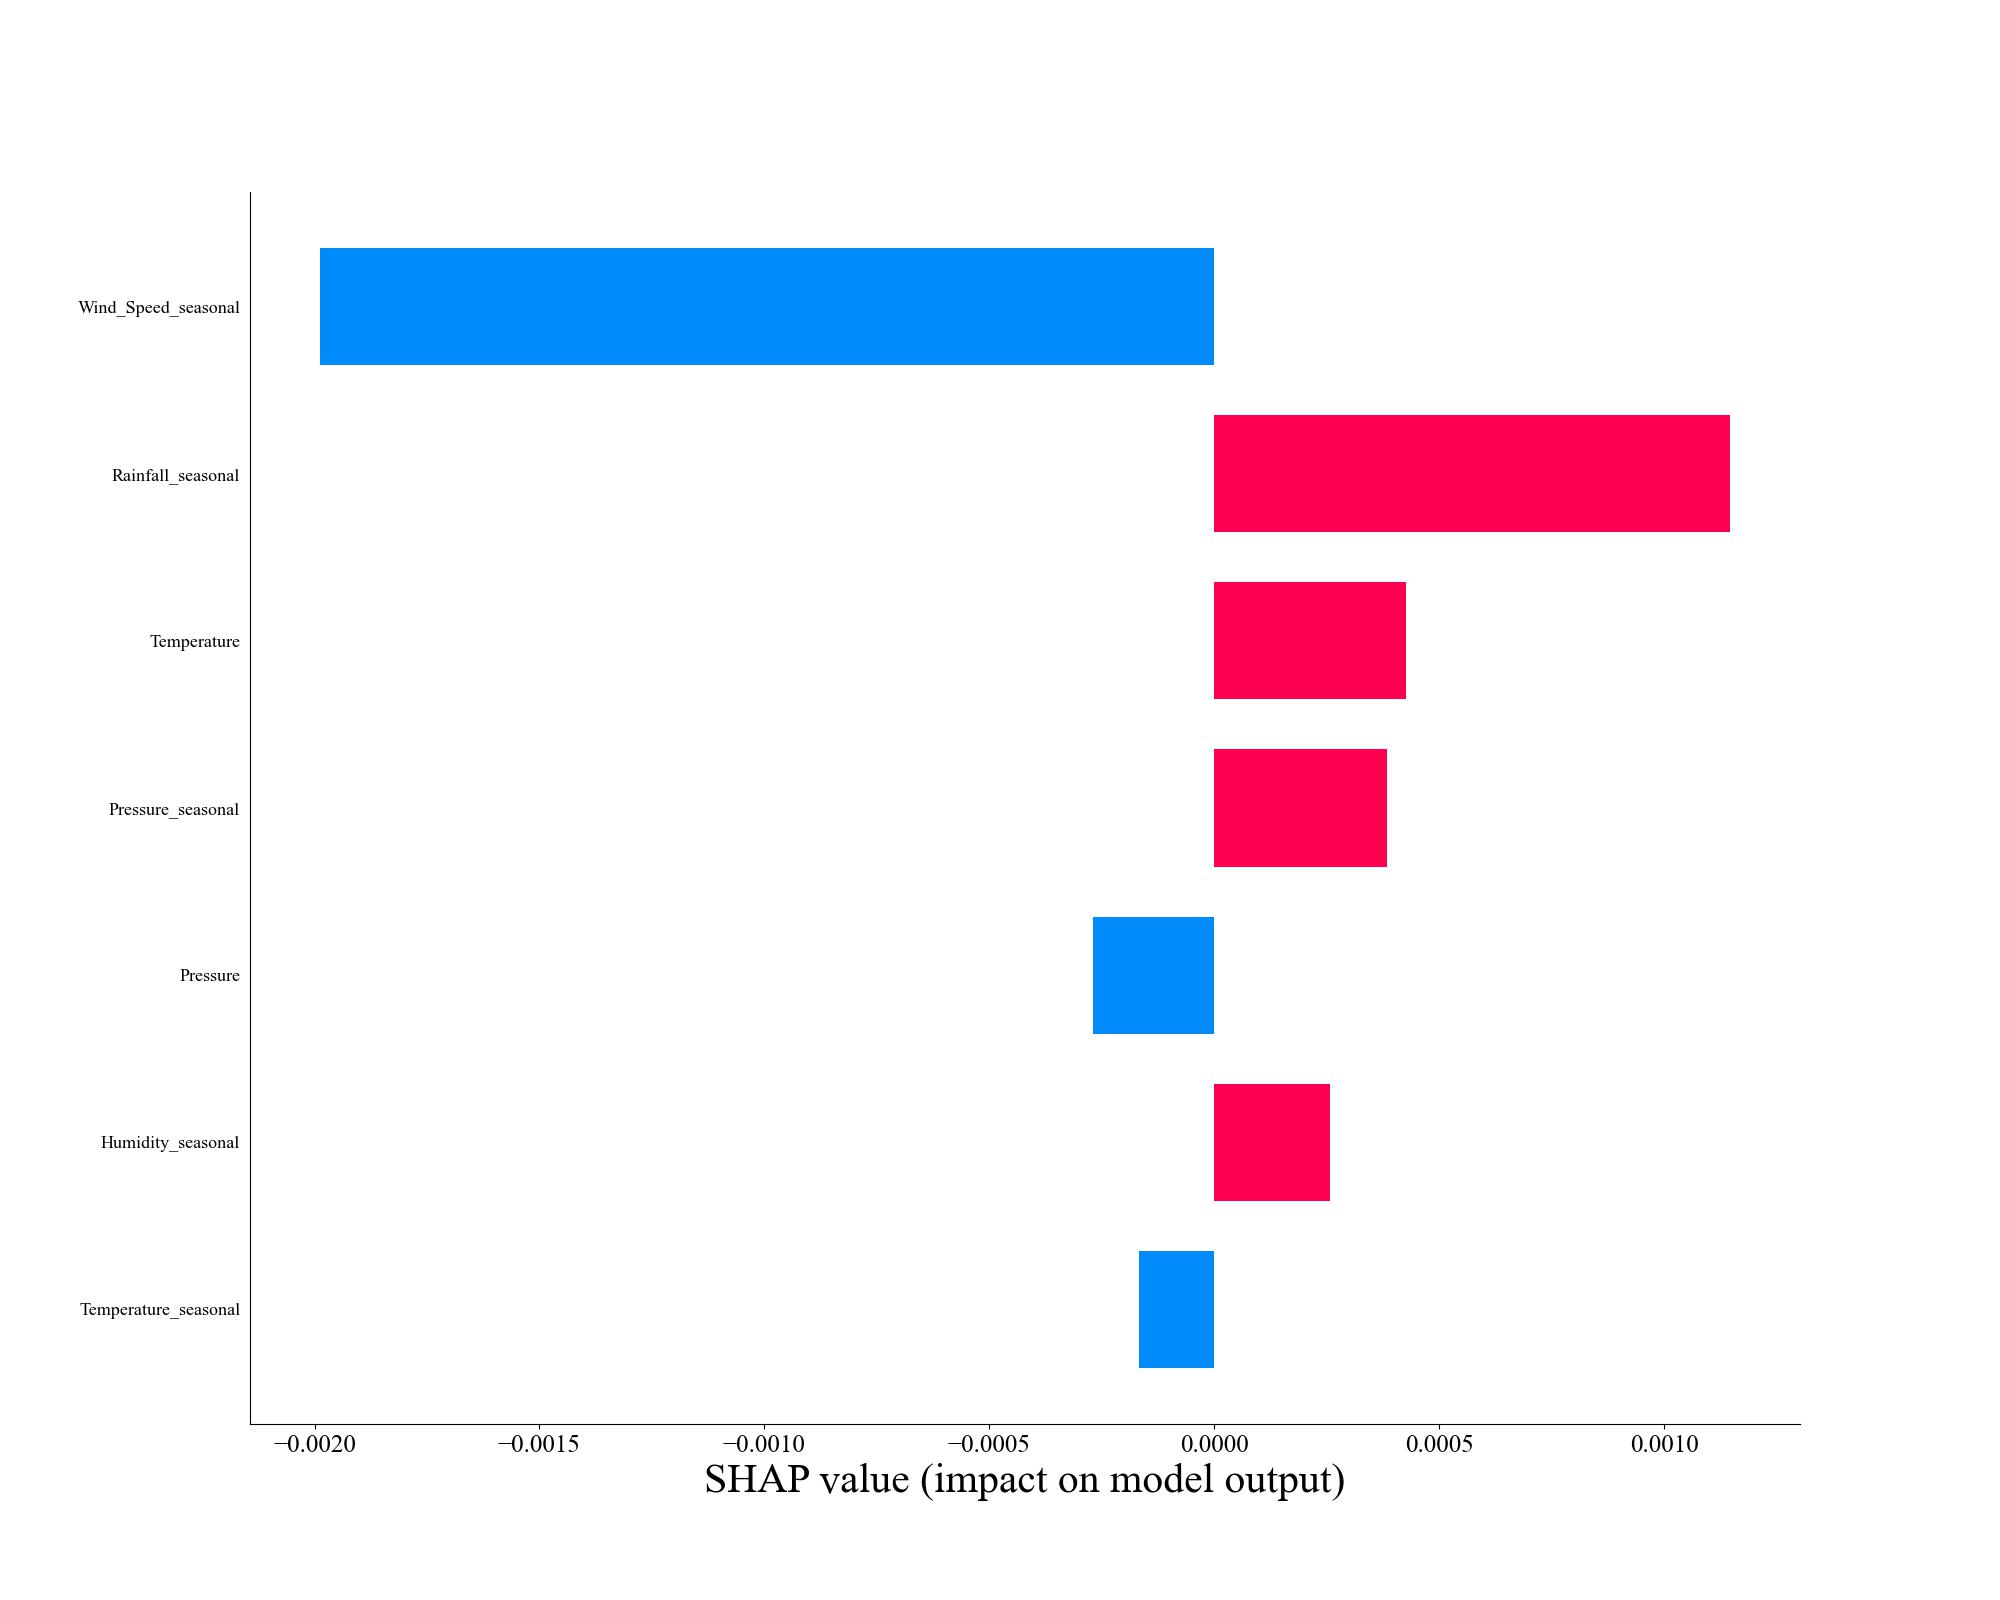 Wind_Speed_seasonal
Rainfall_seasonal
Temperature
Pressure_seasonal
Pressure
Humidity_seasonal
Temperature_seasonal
−0.0020 −0.0015 −0.0010 −0.0005 0.0000 0.0005 0.0010
SHAP value (impact on model output)